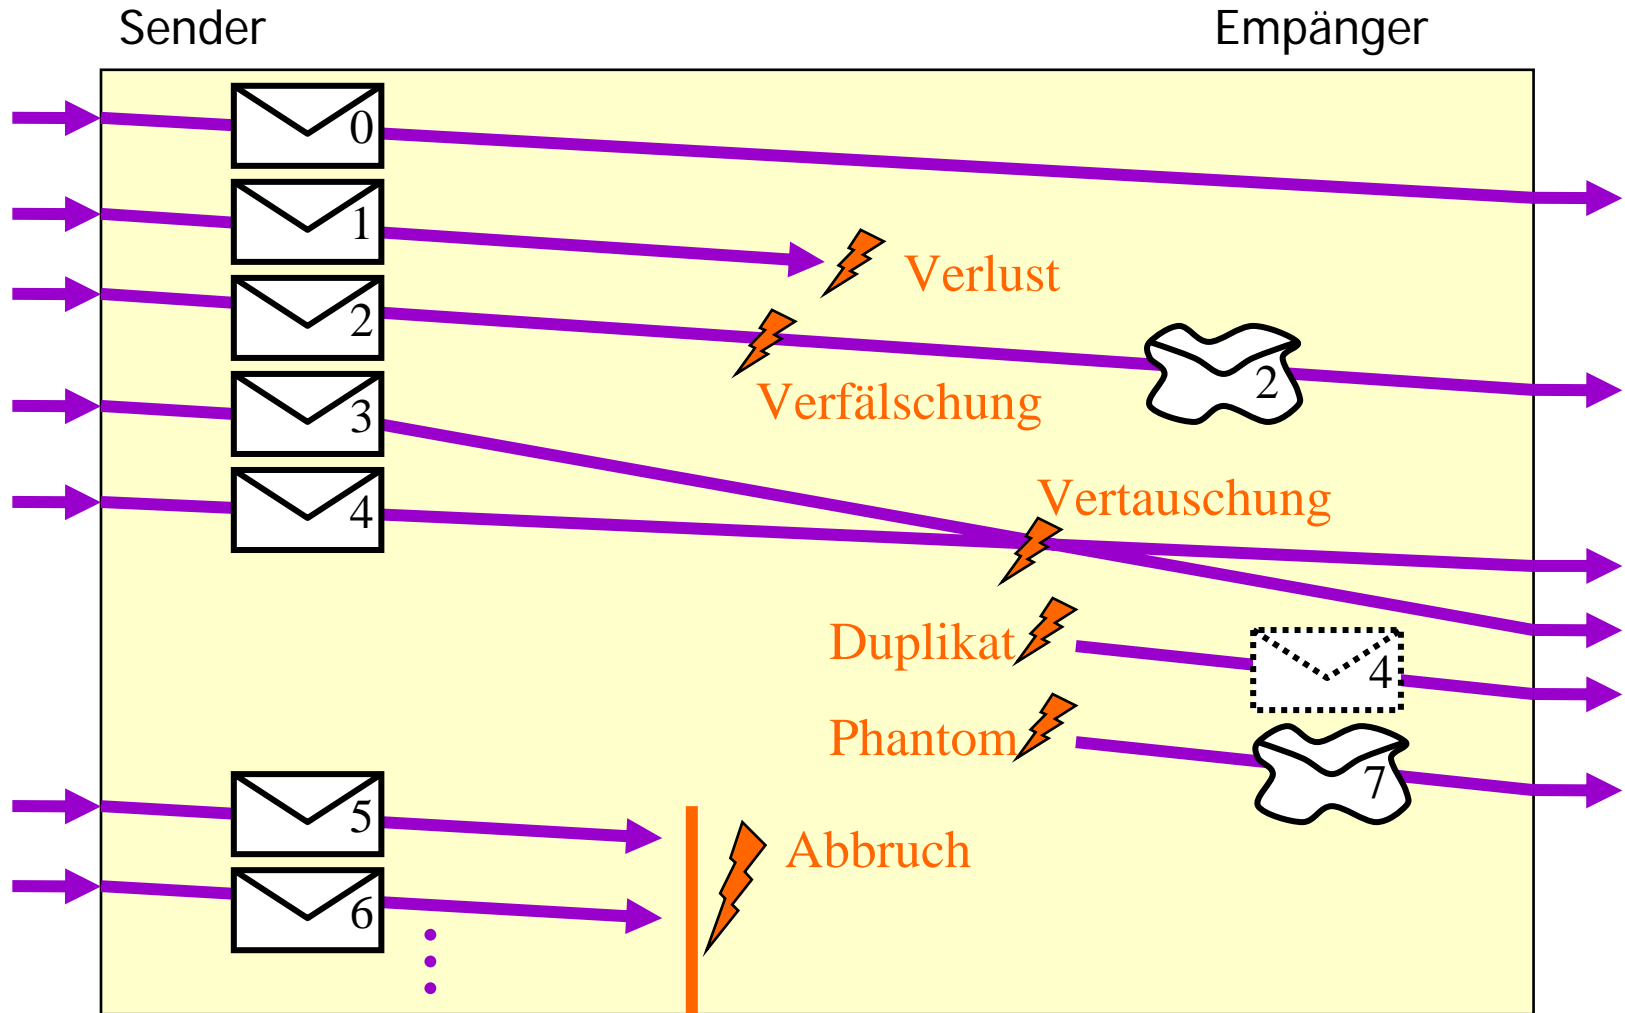 Sender
Empänger
0
1
Verlust
2
2
Verfälschung
3
Vertauschung
4
Duplikat
4
Phantom
7
5
Abbruch
6